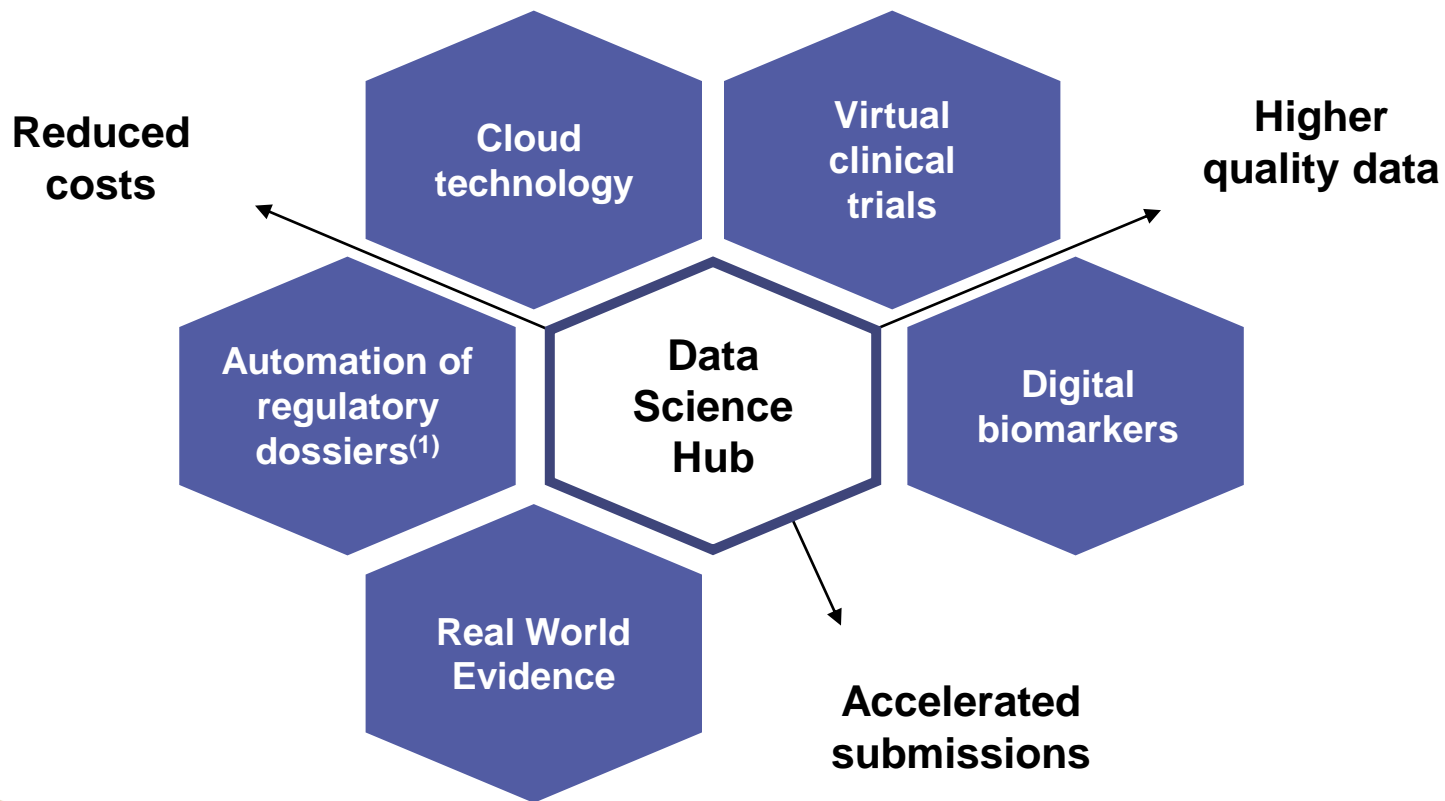 Reduced
costs
Cloud
technology
Virtual
clinical
trials
Higher
quality data
Automation of
regulatory
dossiers(1)
Data
Science
Hub
Digital
biomarkers
Real World
Evidence
Accelerated
submissions